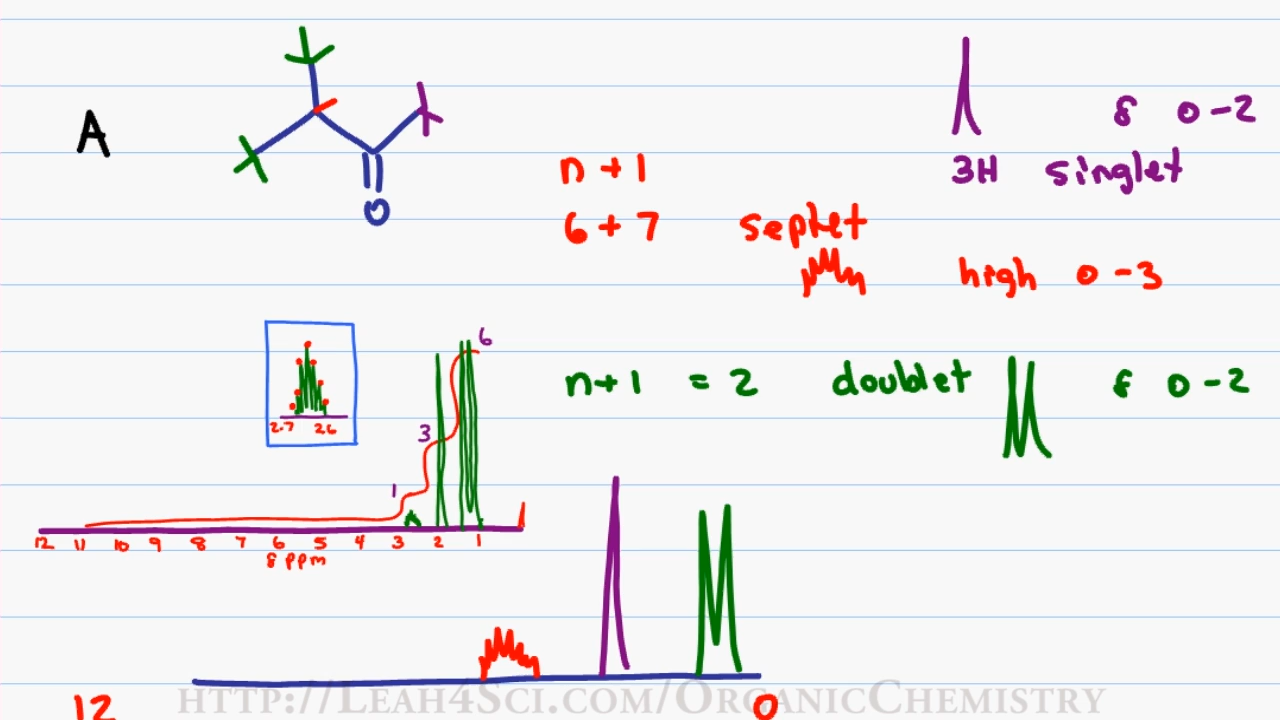 A
O
δ 0-2
n+1
3H singlet
6+7 septet
high 0-3
6
n+1 = 2 doublet δ 0-2
2.7 2.6
3
1
12 11 10 9 8 7 6 5 4 3 2 1
δ ppm
12 0
HTTP://LEAH4SCI.COM/ORGANICCHEMISTRY